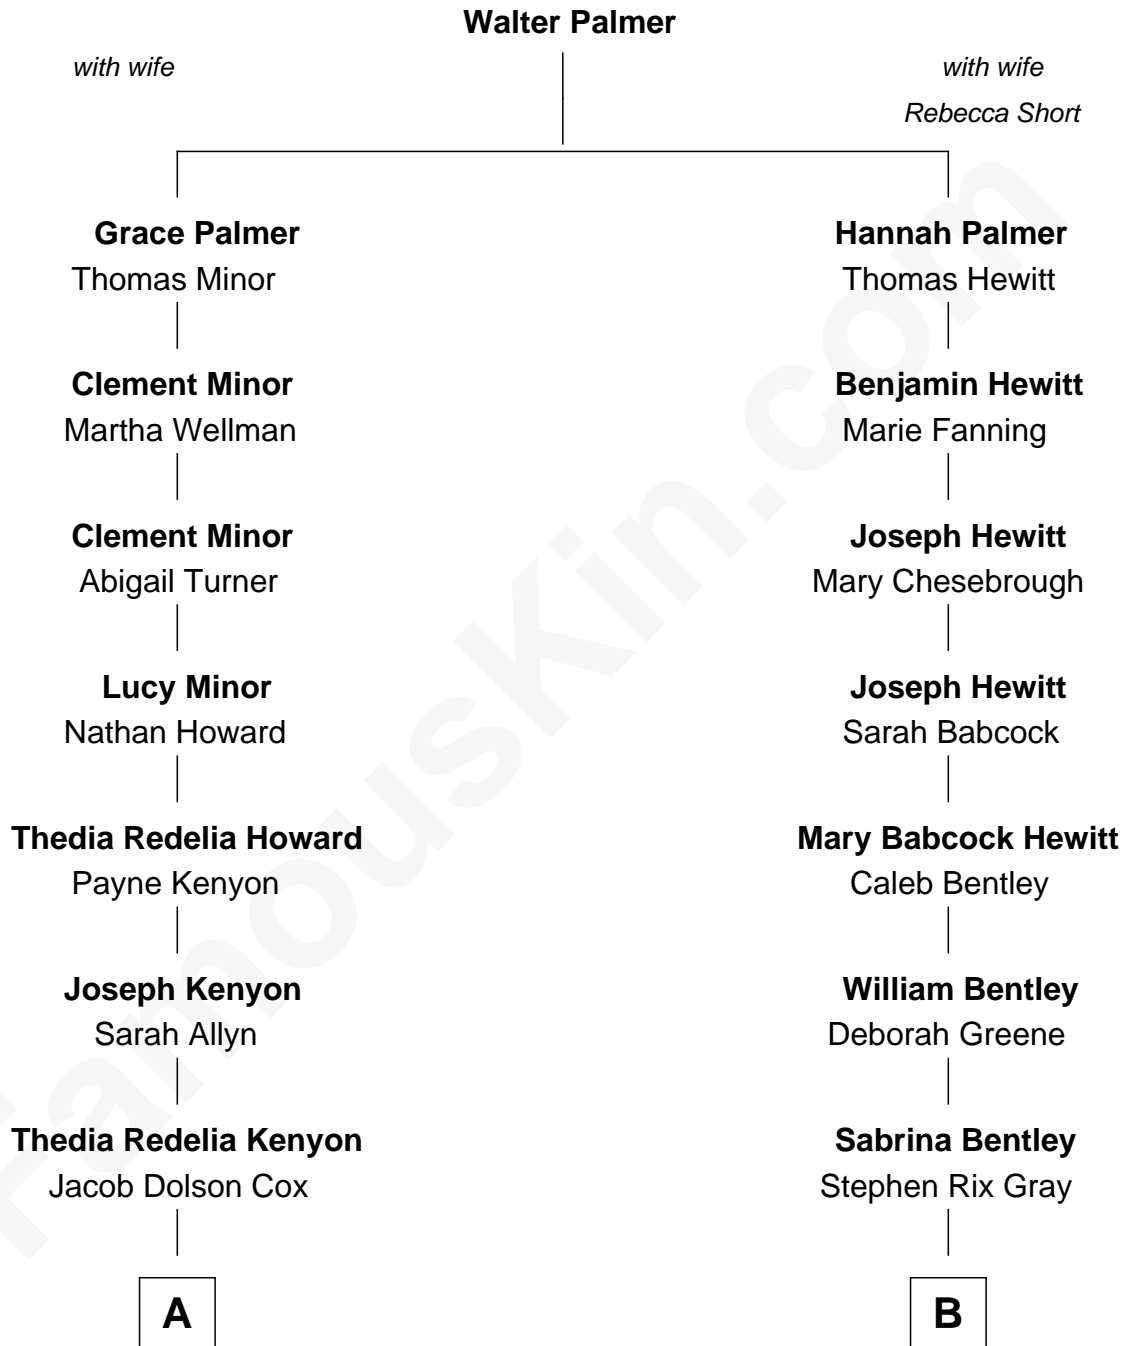 Walter Palmer
with wife
with wife
Rebecca Short
Grace Palmer
Thomas Minor
Hannah Palmer
Thomas Hewitt
Clement Minor
Martha Wellman
Benjamin Hewitt
Marie Fanning
Clement Minor
Abigail Turner
Joseph Hewitt
Mary Chesebrough
Lucy Minor
Nathan Howard
Joseph Hewitt
Sarah Babcock
Thedia Redelia Howard
Payne Kenyon
Mary Babcock Hewitt
Caleb Bentley
Joseph Kenyon
Sarah Allyn
William Bentley
Deborah Greene
Thedia Redelia Kenyon
Jacob Dolson Cox
Sabrina Bentley
Stephen Rix Gray
A
B
FamousKin.com